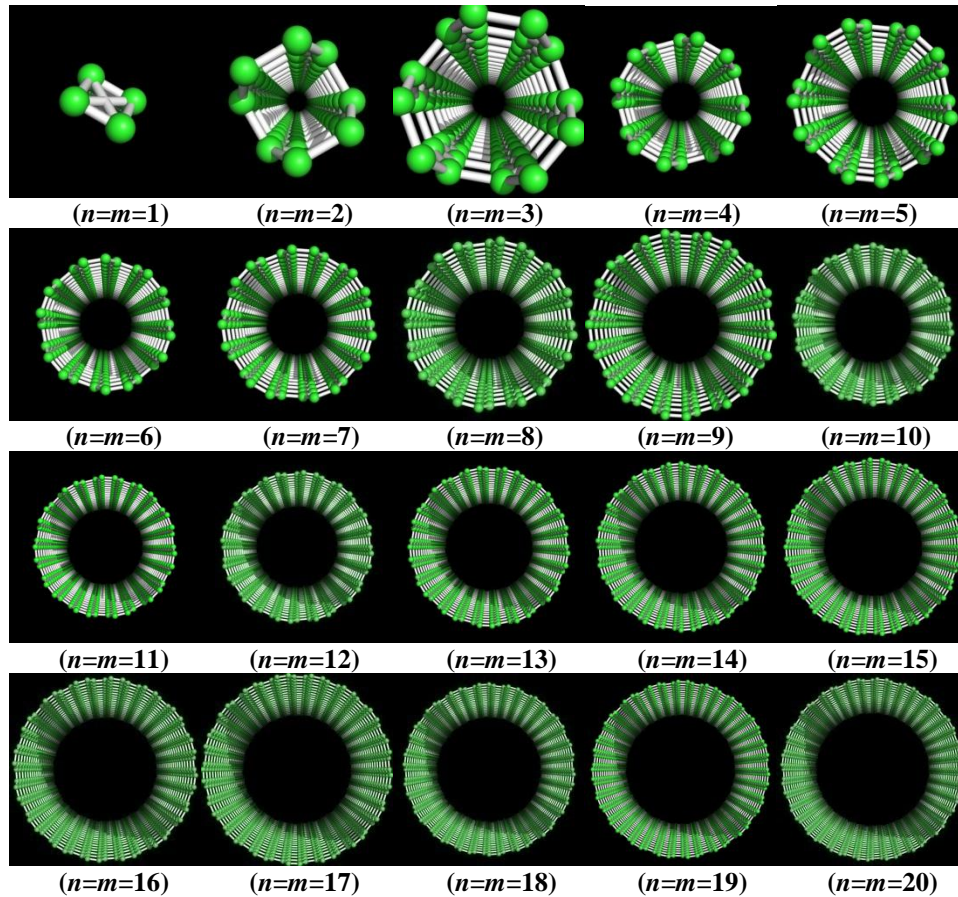 (n=m=1) (n=m=2) (n=m=3) (n=m=4) (n=m=5)
(n=m=6) (n=m=7) (n=m=8) (n=m=9) (n=m=10)
(n=m=11) (n=m=12) (n=m=13) (n=m=14) (n=m=15)
(n=m=16) (n=m=17) (n=m=18) (n=m=19) (n=m=20)